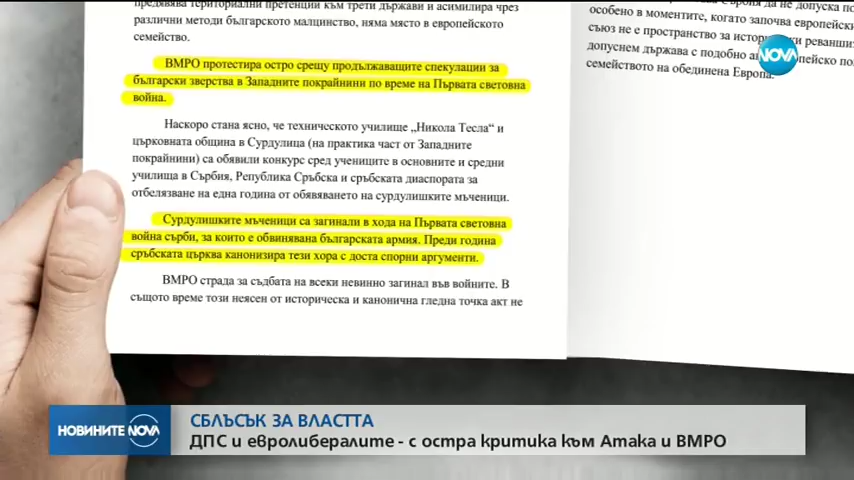 предявява териториални претенции към трети държави и асимилира чрез
различни методи българското малцинство, няма място в европейското
семейство.
ВМРО протестира остро срещу продължаващите спекулации за
български зверства в Западните покрайнини по време на Първата световна
война.
Наскоро стана ясно, че техническото училище „Никола Тесла“ и
църковната община в Сурдулица (на практика част от Западните
покрайнини) са обявили конкурс сред учениците в основните и средни
училища в Сърбия, Република Сръбска и сръбската диаспората за
отбелязване на една година от обявяването на сурдулишките мъченици.
Сурдулишките мъченици са загинали в хода на Първата световна
война сърби, за които е обвинявана българската армия. Преди година
сръбската църква канонизира тези хора с доста спорни аргументи.
ВМРО страда за съдбата на всеки невинно загинал във войните. В
същото време този неясен от историческа и канонична гледна точка акт не
да не допуска по
особено в моментите, когато започва европейски
съюз не е пространство за
реванши
допуснем държава с подобно
семейството на обединена Европа.
NOVA
НОВИНИТЕ NOVA
СБЛЪСЪК ЗА ВЛАСТТА
ДПС и евролибералите - с остра критика към Атака и ВМРО